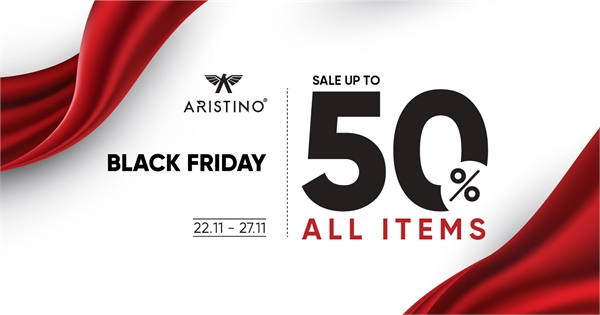 ARISTINO®
BLACK FRIDAY
22.11 - 27.11
SALE UP TO
50%
ALL ITEMS